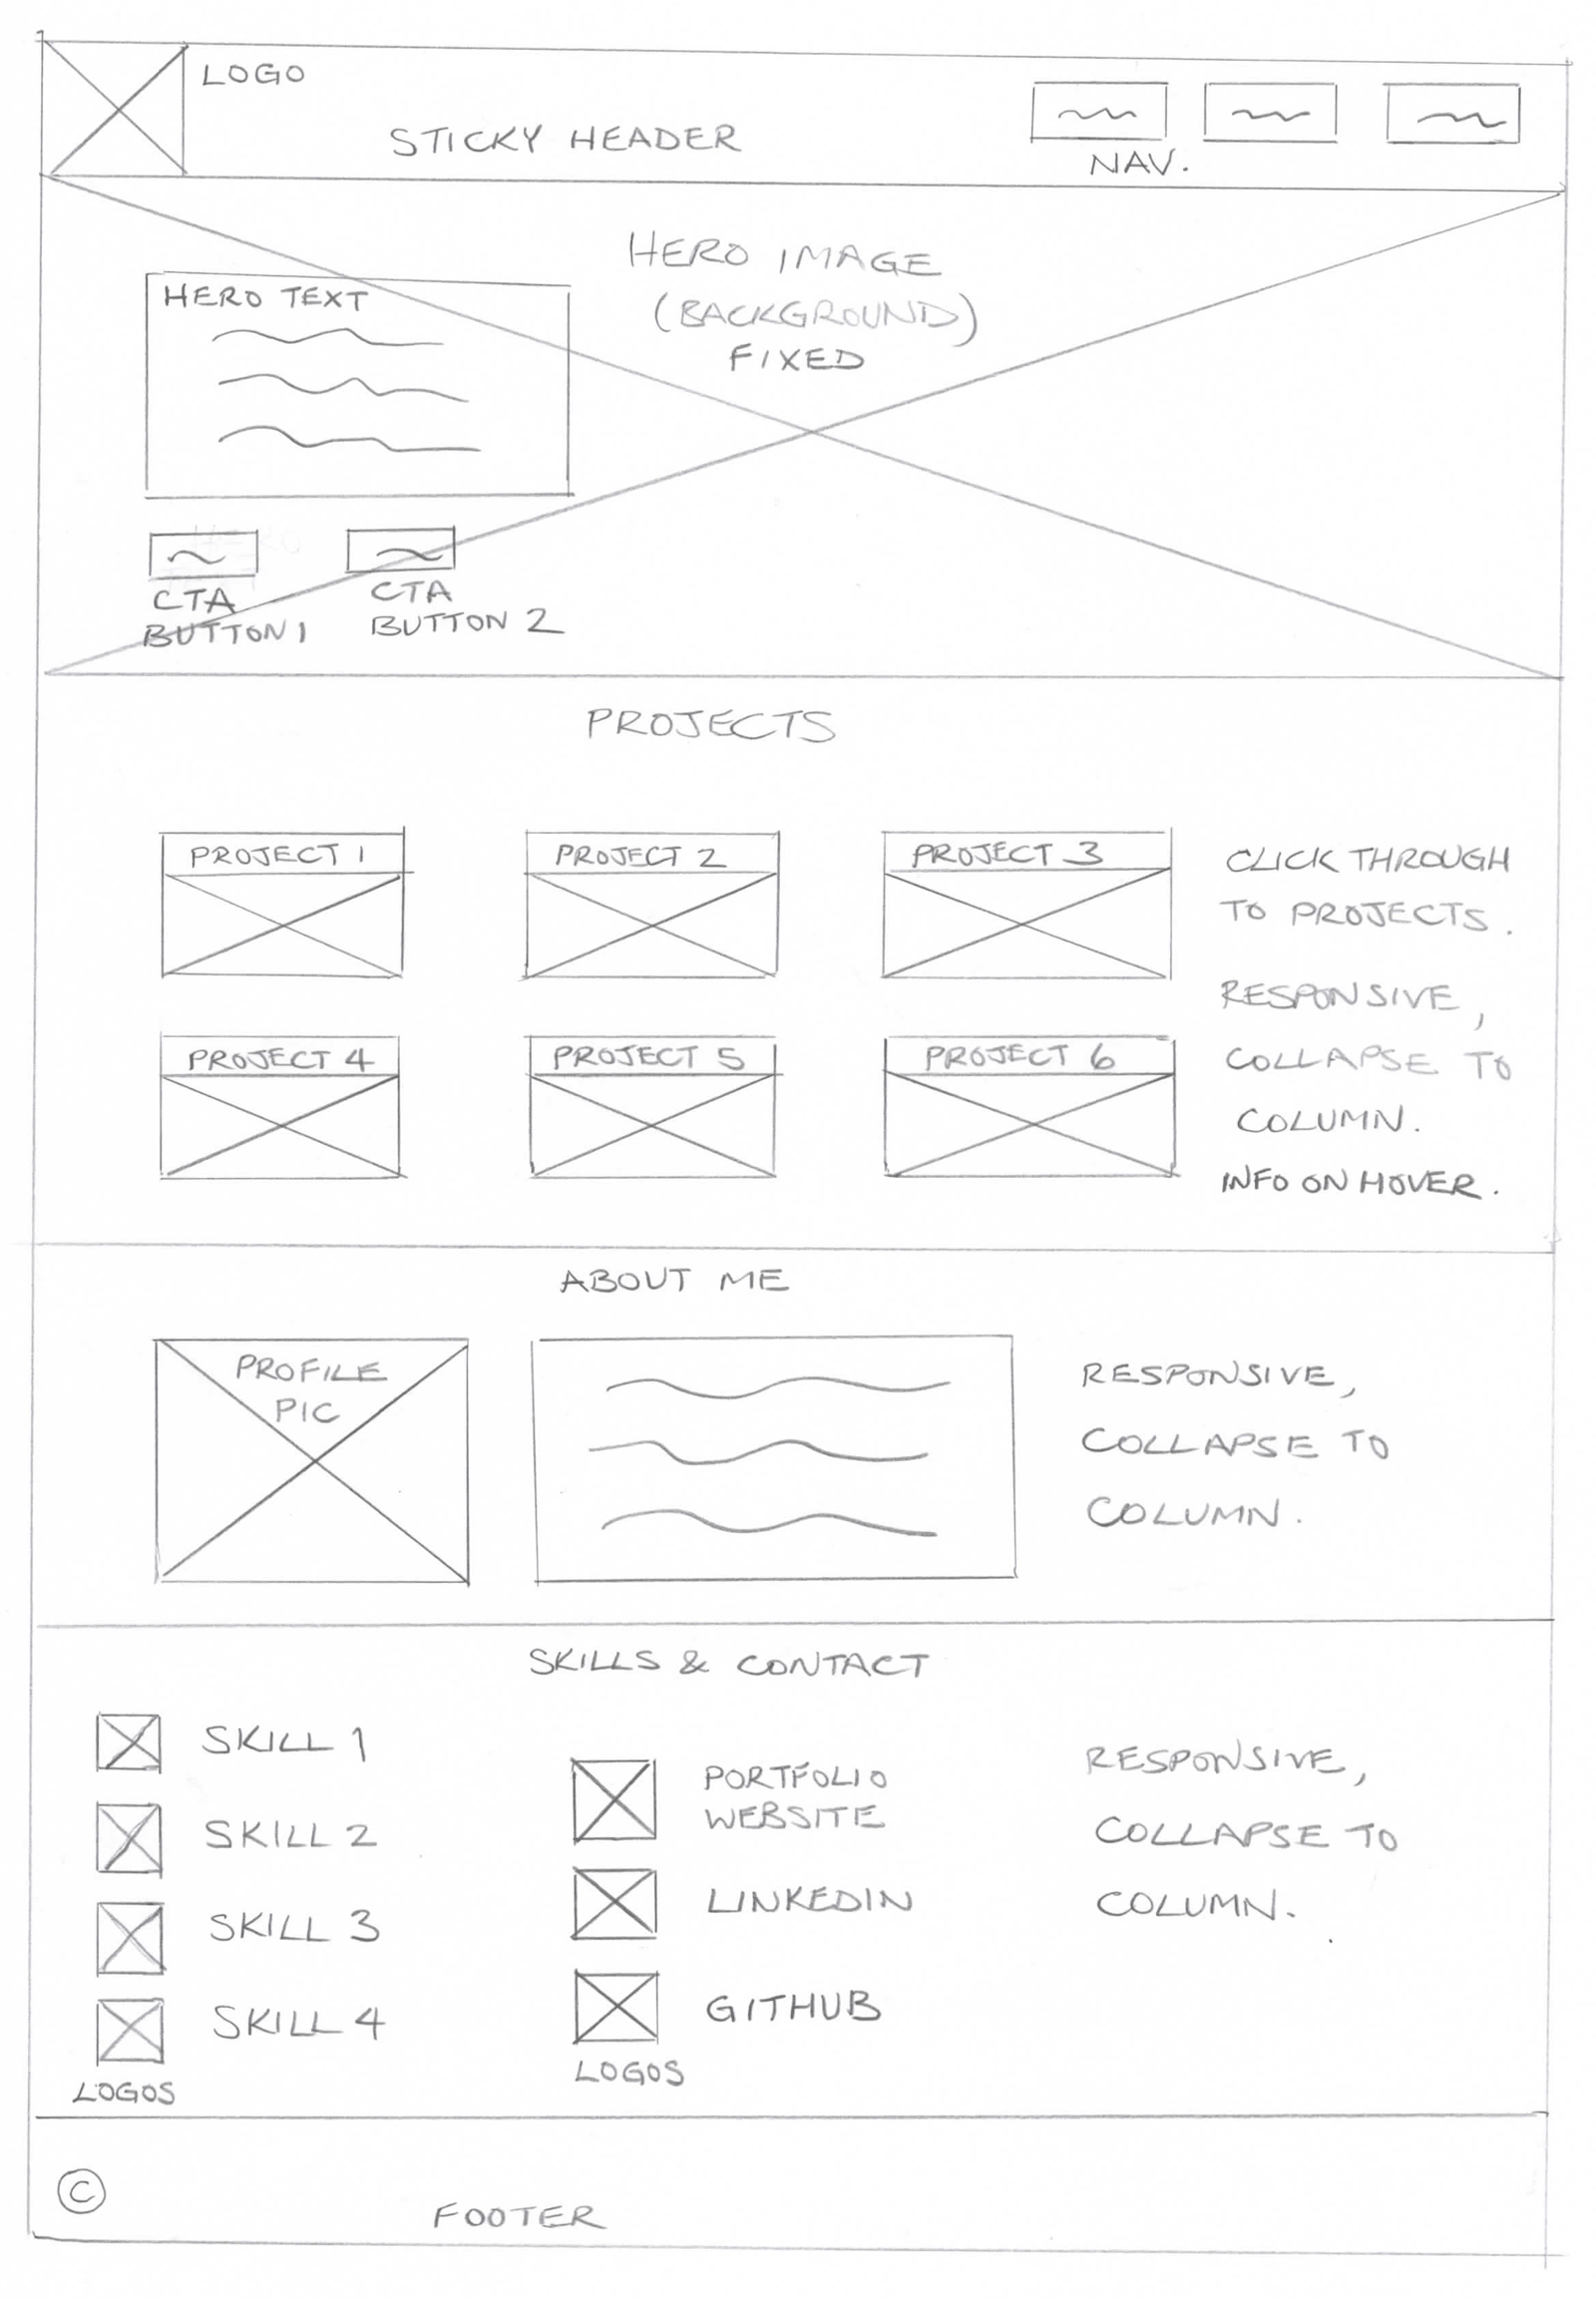 LOGO
STICKY HEADER
NAV.
HERO IMAGE
(BACKGROUND)
FIXED
HERO TEXT
CTA
BUTTON 1
CTA
BUTTON 2
PROJECTS
PROJECT 1
PROJECT 2
PROJECT 3
CLICK THROUGH
TO PROJECTS.
PROJECT 4
PROJECT 5
PROJECT 6
RESPONSIVE,
COLLAPSE TO
COLUMN.
INFO ON HOVER.
ABOUT ME
PROFILE
PIC
RESPONSIVE,
COLLAPSE TO
COLUMN.
SKILLS & CONTACT
SKILL 1
SKILL 2
SKILL 3
SKILL 4
LOGOS
PORTFOLIO
WEBSITE
LINKEDIN
GITHUB
LOGOS
RESPONSIVE,
COLLAPSE TO
COLUMN.
©
FOOTER